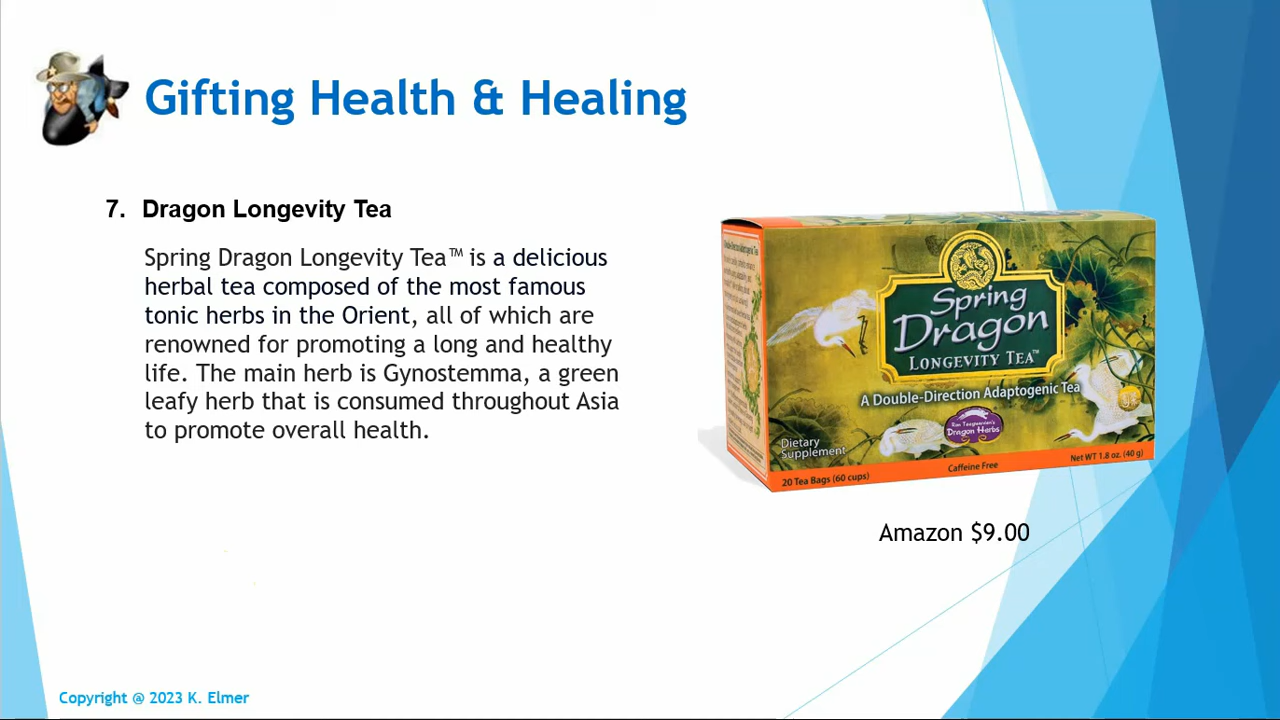 Gifting Health & Healing
7. Dragon Longevity Tea
Spring Dragon Longevity Tea™ is a delicious
herbal tea composed of the most famous
tonic herbs in the Orient, all of which are
renowned for promoting a long and healthy
life. The main herb is Gynostemma, a green
leafy herb that is consumed throughout Asia
to promote overall health.
Spring
Dragon
LONGEVITY TEA™
A Double-Direction Adaptogenic Tea
Ron Teeguarden's
Dragon Herbs
Dietary
Supplement
20 Tea Bags (60 cups)
Caffeine Free
Net WT 1.8 oz. (40 g)
Amazon $9.00
Copyright @ 2023 K. Elmer